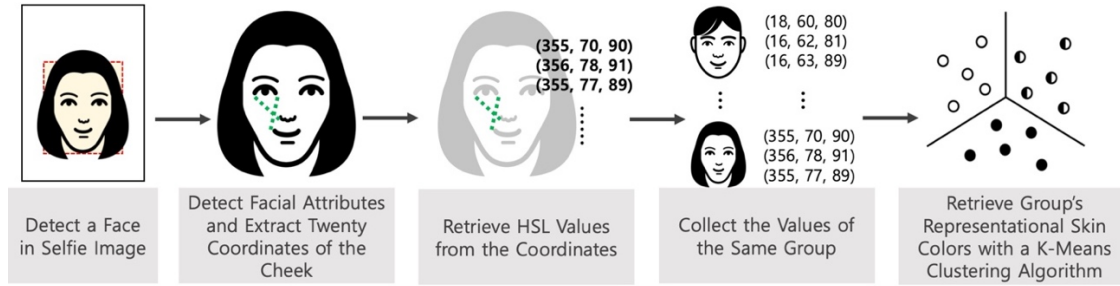 (355, 70, 90)
(356, 78, 91)
(355, 77, 89)
(18, 60, 80)
(16, 62, 81)
(16, 63, 89)
(355, 70, 90)
(356, 78, 91)
(355, 77, 89)
Detect a Face
in Selfie Image
Detect Facial Attributes
and Extract Twenty
Coordinates of the
Cheek
Retrieve HSL Values
from the Coordinates
Collect the Values of
the Same Group
Retrieve Group's
Representational Skin
Colors with a K-Means
Clustering Algorithm